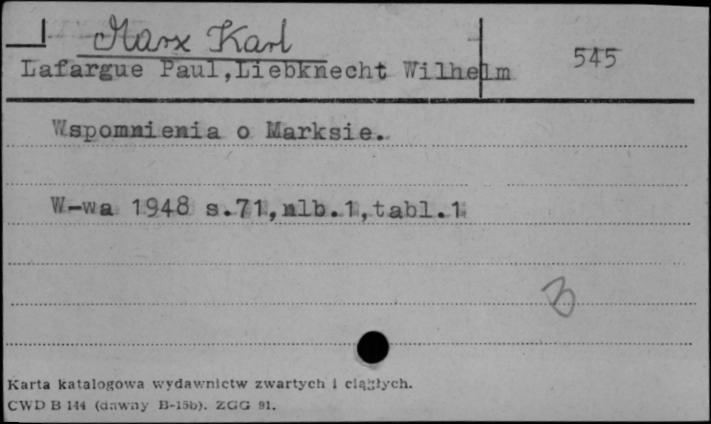 Marx Karl
Lafargue Paul,Liebknecht Wilhelm 545
Wspomnienia o Marksie.
W-wa 1948 s.71,nlb.1,tabl.1
B
Karta katalogowa wydawnictw zwartych i ciągłych.
CWD B 144 (dawny B-15b). ZGG 91.